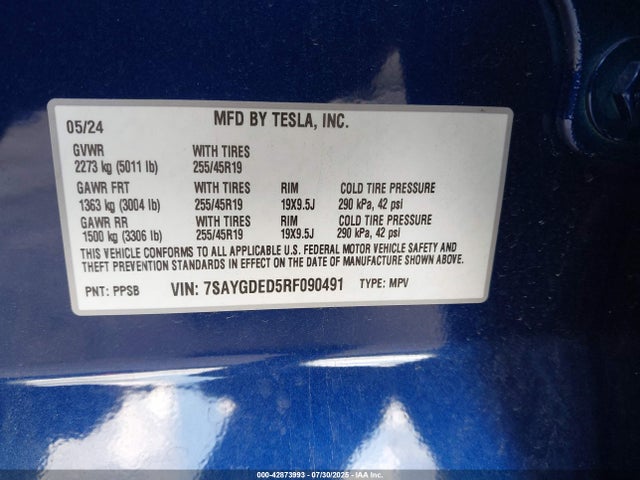 05/24 MFD BY TESLA, INC.
GVWR WITH TIRES
2273 kg (5011 lb) 255/45R19
GAWR FRT WITH TIRES RIM COLD TIRE PRESSURE
1363 kg (3004 lb) 255/45R19 19X9.5J 290 kPa, 42 psi
GAWR RR WITH TIRES RIM COLD TIRE PRESSURE
1500 kg (3306 lb) 255/45R19 19X9.5J 290 kPa, 42 psi
THIS VEHICLE CONFORMS TO ALL APPLICABLE U.S. FEDERAL MOTOR VEHICLE SAFETY AND
THEFT PREVENTION STANDARDS IN EFFECT ON THE DATE OF MANUFACTURE SHOWN ABOVE.
PNT: PPSB VIN: 7SAYGDED5RF090491 TYPE: MPV
000-42873993 - 07/30/2025 - IAA Inc.